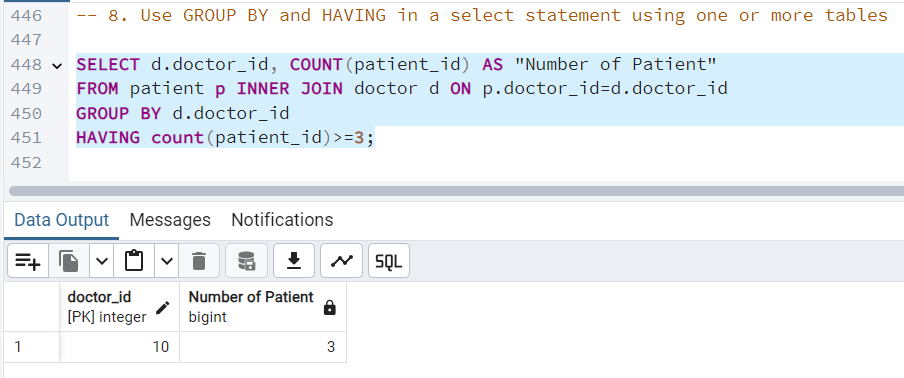 446 -- 8. Use GROUP BY and HAVING in a select statement using one or more tables
447
448 SELECT d.doctor_id, COUNT(patient_id) AS "Number of Patient"
449 FROM patient p INNER JOIN doctor d ON p.doctor_id=d.doctor_id
450 GROUP BY d.doctor_id
451 HAVING count(patient_id)>=3;
452
Data Output Messages Notifications
SQL
doctor_id Number of Patient
[PK] integer bigint
1 10 3